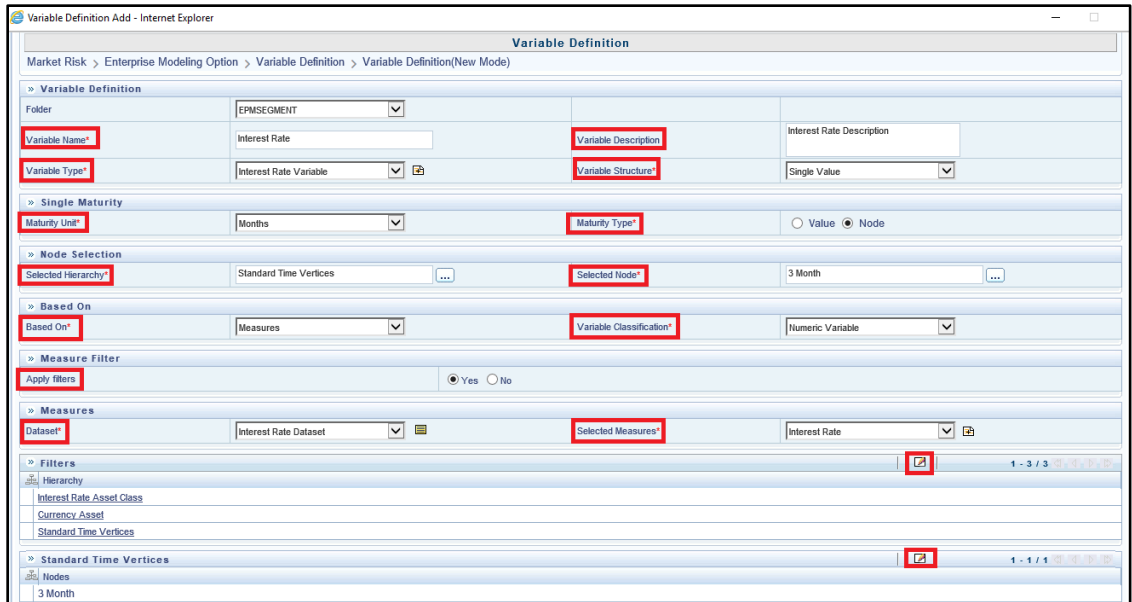 Variable Definition Add - Internet Explorer
Variable Definition
Market Risk > Enterprise Modeling Option > Variable Definition > Variable Definition(New Mode)
» Variable Definition
Folder EPMSEGMENT
Variable Name* Interest Rate Variable Description Interest Rate Description
Variable Type* Interest Rate Variable Variable Structure* Single Value
» Single Maturity
Maturity Unit* Months Maturity Type* Value Node
» Node Selection
Selected Hierarchy* Standard Time Vertices ... Selected Node* 3 Month ...
» Based On
Based On* Measures Variable Classification* Numeric Variable
» Measure Filter
Apply filters Yes No
» Measures
Dataset* Interest Rate Dataset Selected Measures* Interest Rate
» Filters 1 - 3 / 3
Hierarchy
Interest Rate Asset Class
Currency Asset
Standard Time Vertices
» Standard Time Vertices 1 - 1 / 1
Nodes
3 Month